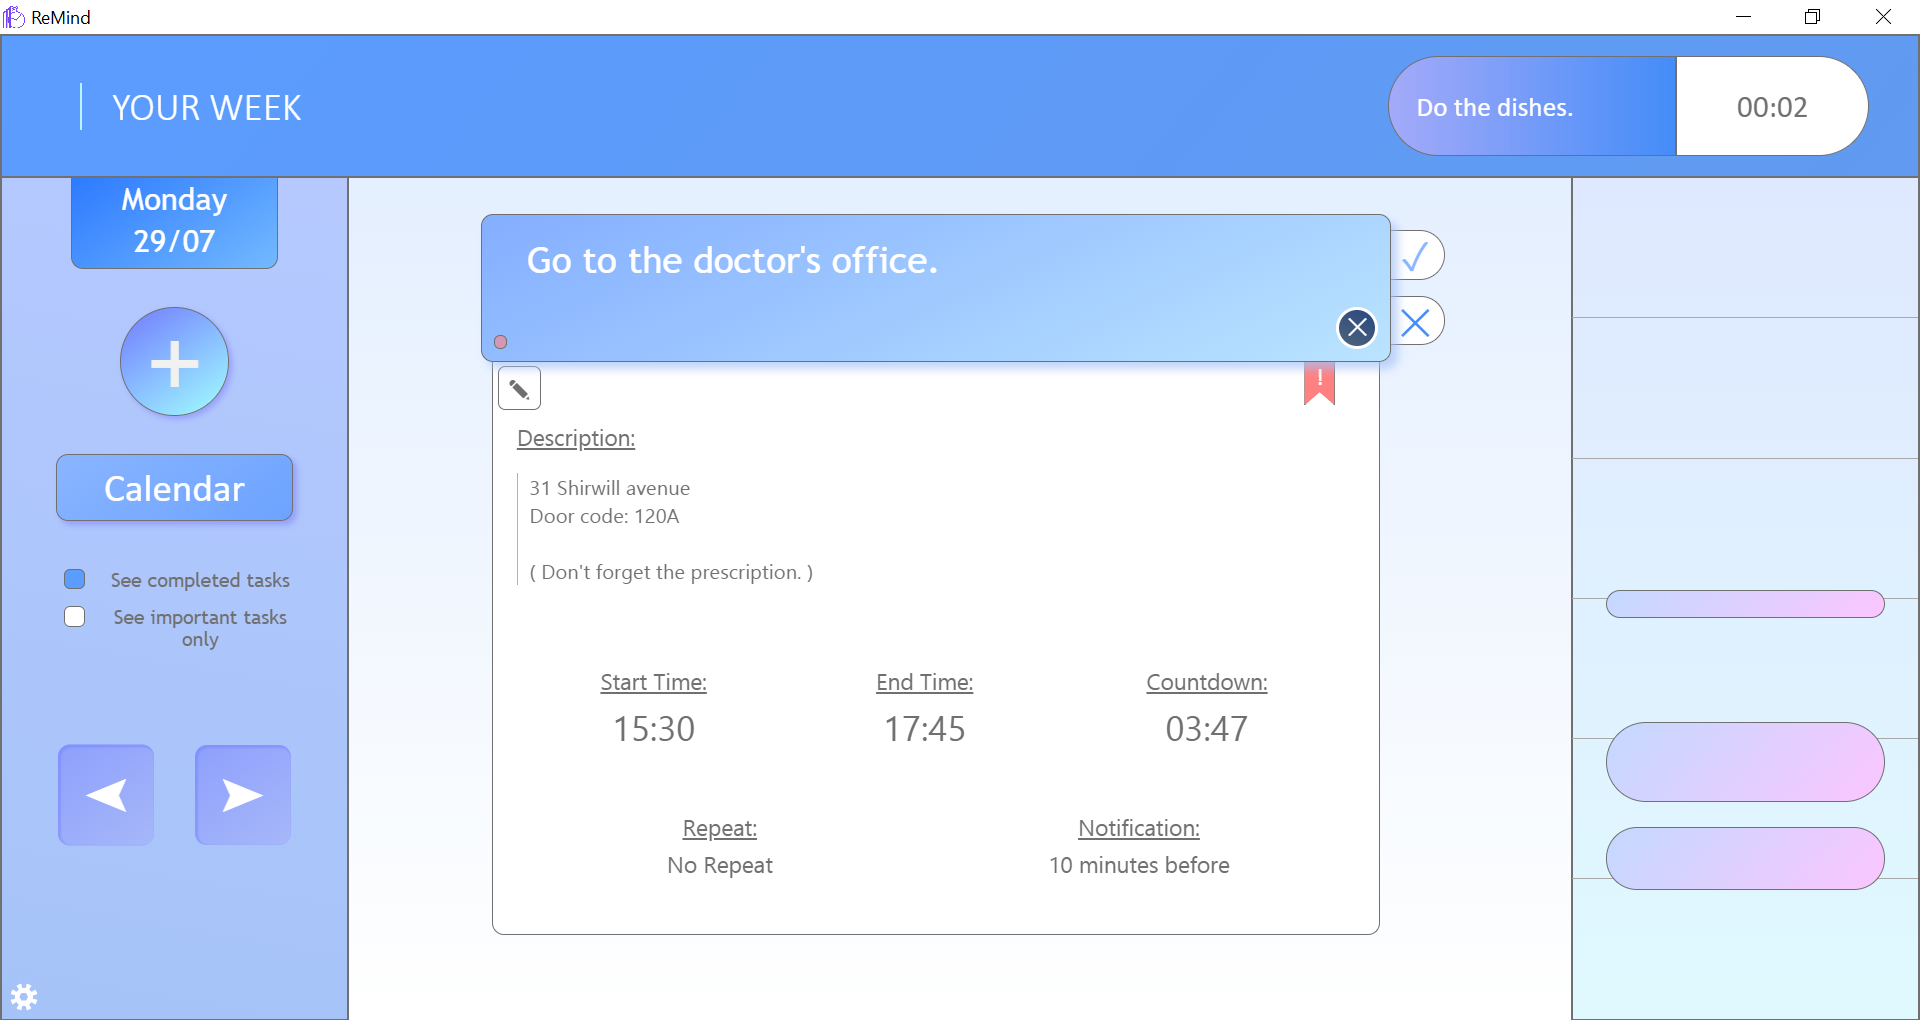 ReMind
YOUR WEEK
Do the dishes.
00:02
Monday
29/07
Calendar
See completed tasks
See important tasks
only
Go to the doctor's office.
!
Description:
31 Shirwill avenue
Door code: 120A
( Don't forget the prescription. )
Start Time:
End Time:
Countdown:
15:30
17:45
03:47
Repeat:
Notification:
No Repeat
10 minutes before